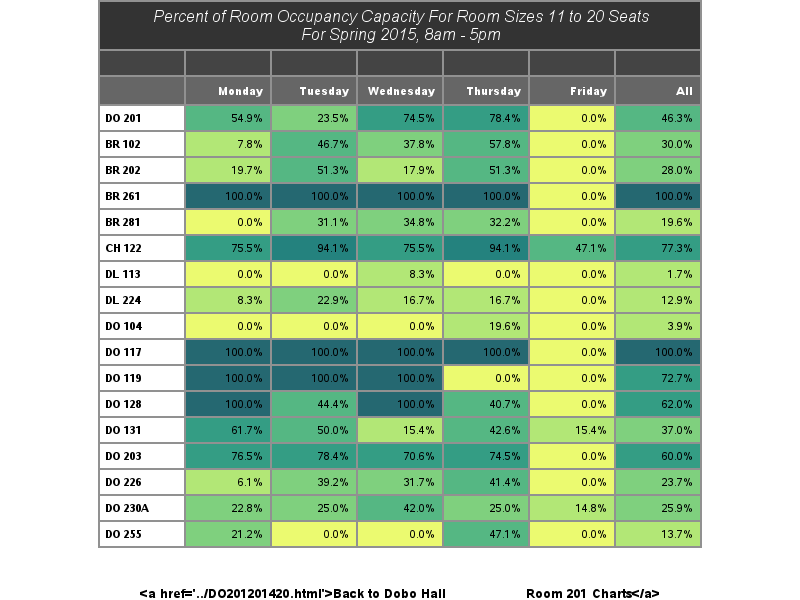 Percent of Room Occupancy Capacity For Room Sizes 11 to 20 Seats
For Spring 2015, 8am - 5pm
Monday Tuesday Wednesday Thursday Friday All
DO 201 54.9% 23.5% 74.5% 78.4% 0.0% 46.3%
BR 102 7.8% 46.7% 37.8% 57.8% 0.0% 30.0%
BR 202 19.7% 51.3% 17.9% 51.3% 0.0% 28.0%
BR 261 100.0% 100.0% 100.0% 100.0% 0.0% 100.0%
BR 281 0.0% 31.1% 34.8% 32.2% 0.0% 19.6%
CH 122 75.5% 94.1% 75.5% 94.1% 47.1% 77.3%
DL 113 0.0% 0.0% 8.3% 0.0% 0.0% 1.7%
DL 224 8.3% 22.9% 16.7% 16.7% 0.0% 12.9%
DO 104 0.0% 0.0% 0.0% 19.6% 0.0% 3.9%
DO 117 100.0% 100.0% 100.0% 100.0% 0.0% 100.0%
DO 119 100.0% 100.0% 100.0% 0.0% 0.0% 72.7%
DO 128 100.0% 44.4% 100.0% 40.7% 0.0% 62.0%
DO 131 61.7% 50.0% 15.4% 42.6% 15.4% 37.0%
DO 203 76.5% 78.4% 70.6% 74.5% 0.0% 60.0%
DO 226 6.1% 39.2% 31.7% 41.4% 0.0% 23.7%
DO 230A 22.8% 25.0% 42.0% 25.0% 14.8% 25.9%
DO 255 21.2% 0.0% 0.0% 47.1% 0.0% 13.7%
<a href='../DO201201420.html'>Back to Dobo Hall Room 201 Charts</a>